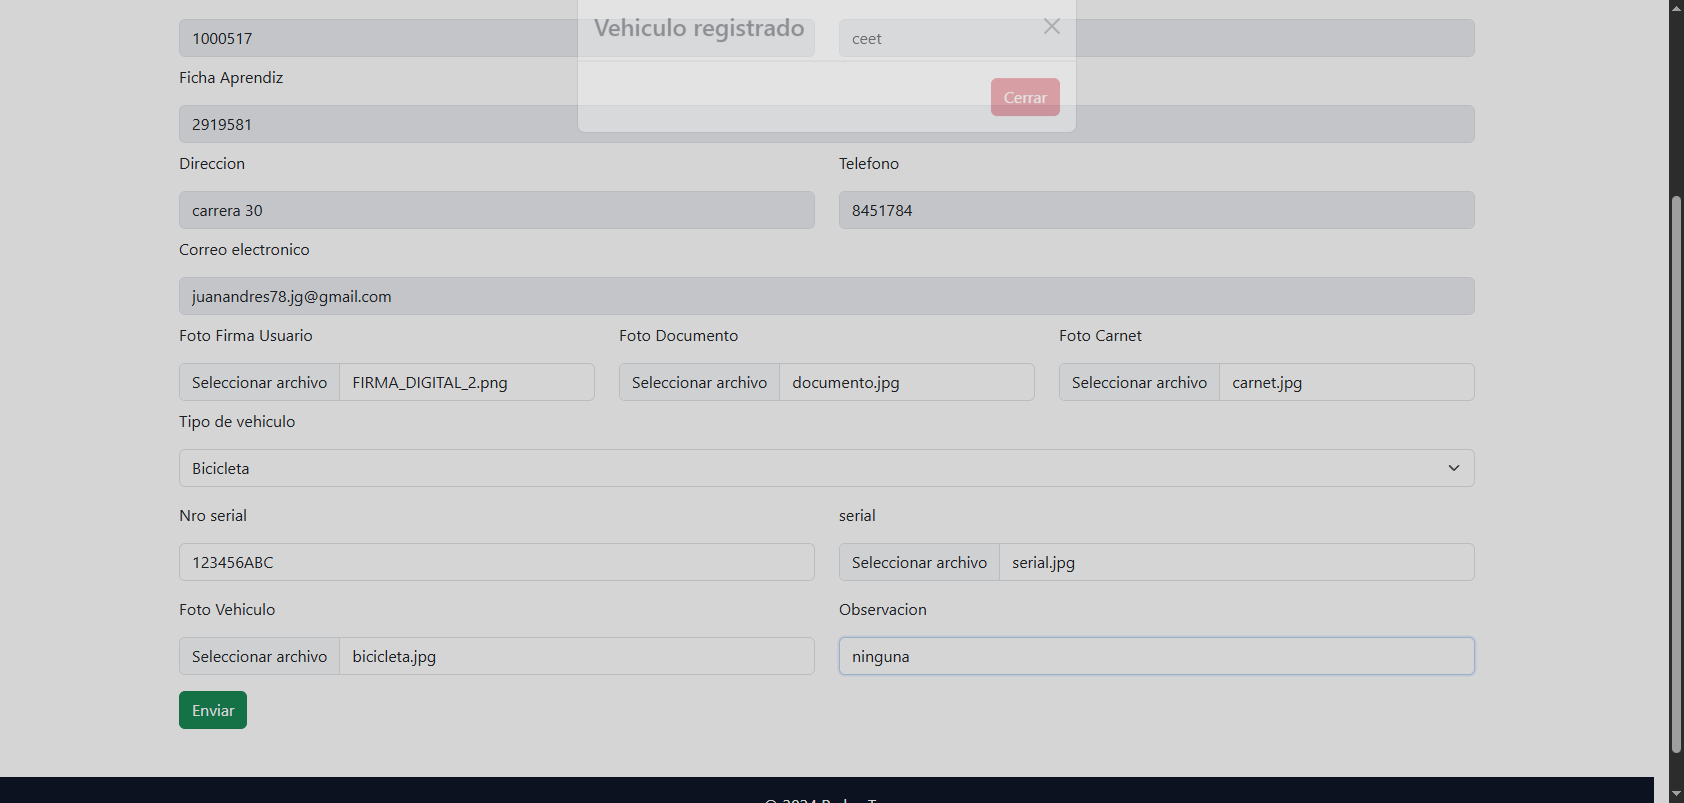 Vehiculo registrado
1000517
ceet
Ficha Aprendiz
Cerrar
2919581
Direccion
Telefono
carrera 30
8451784
Correo electronico
juanandres78.jg@gmail.com
Foto Firma Usuario
Foto Documento
Foto Carnet
Seleccionar archivo FIRMA_DIGITAL_2.png
Seleccionar archivo documento.jpg
Seleccionar archivo carnet.jpg
Tipo de vehiculo
Bicicleta
Nro serial
serial
123456ABC
Seleccionar archivo serial.jpg
Foto Vehiculo
Observacion
Seleccionar archivo bicicleta.jpg
ninguna
Enviar
© 2024